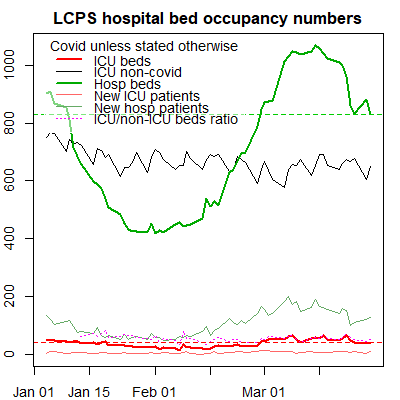 LCPS hospital bed occupancy numbers
Covid unless stated otherwise
ICU beds
ICU non-covid
Hosp beds
New ICU patients
New hosp patients
ICU/non-ICU beds ratio
1000
800
600
400
200
0
Jan 01 Jan 15 Feb 01 Mar 01